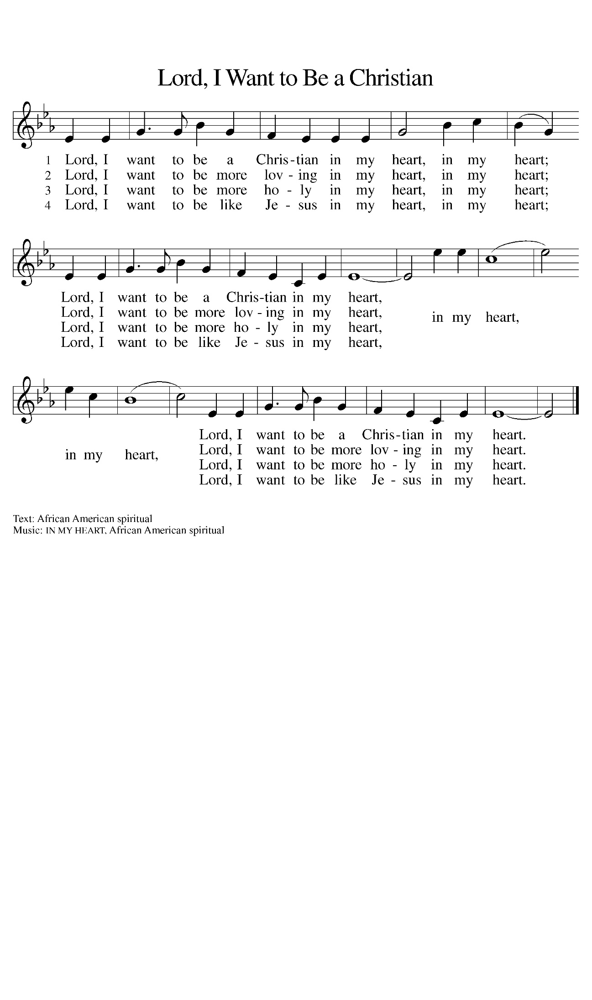 Lord, I Want to Be a Christian
1 Lord, I want to be a Chris-tian in my heart, in my heart;
2 Lord, I want to be more lov - ing in my heart, in my heart;
3 Lord, I want to be more ho - ly in my heart, in my heart;
4 Lord, I want to be like Je - sus in my heart, in my heart;
Lord, I want to be a Chris-tian in my heart,
Lord, I want to be more lov - ing in my heart,
in my heart,
Lord, I want to be more ho - ly in my heart,
Lord, I want to be like Je - sus in my heart,
Lord, I want to be a Chris-tian in my heart.
Lord, I want to be more lov - ing in my heart.
in my heart,
Lord, I want to be more ho - ly in my heart.
Lord, I want to be like Je - sus in my heart.
Text: African American spiritual
Music: IN MY HEART, African American spiritual